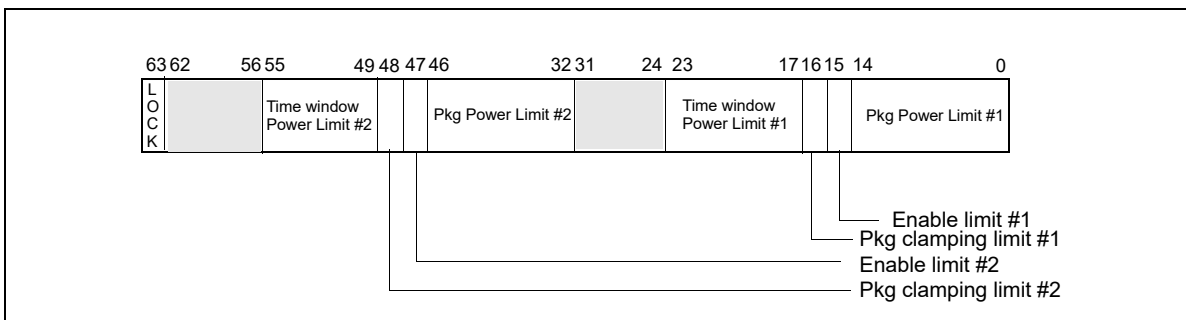 63 62 56 55 49 48 47 46 32 31 24 23 17 16 15 14 0
L
O
C
K
Time window
Power Limit #2
Pkg Power Limit #2
Time window
Power Limit #1
Pkg Power Limit #1
Enable limit #1
Pkg clamping limit #1
Enable limit #2
Pkg clamping limit #2